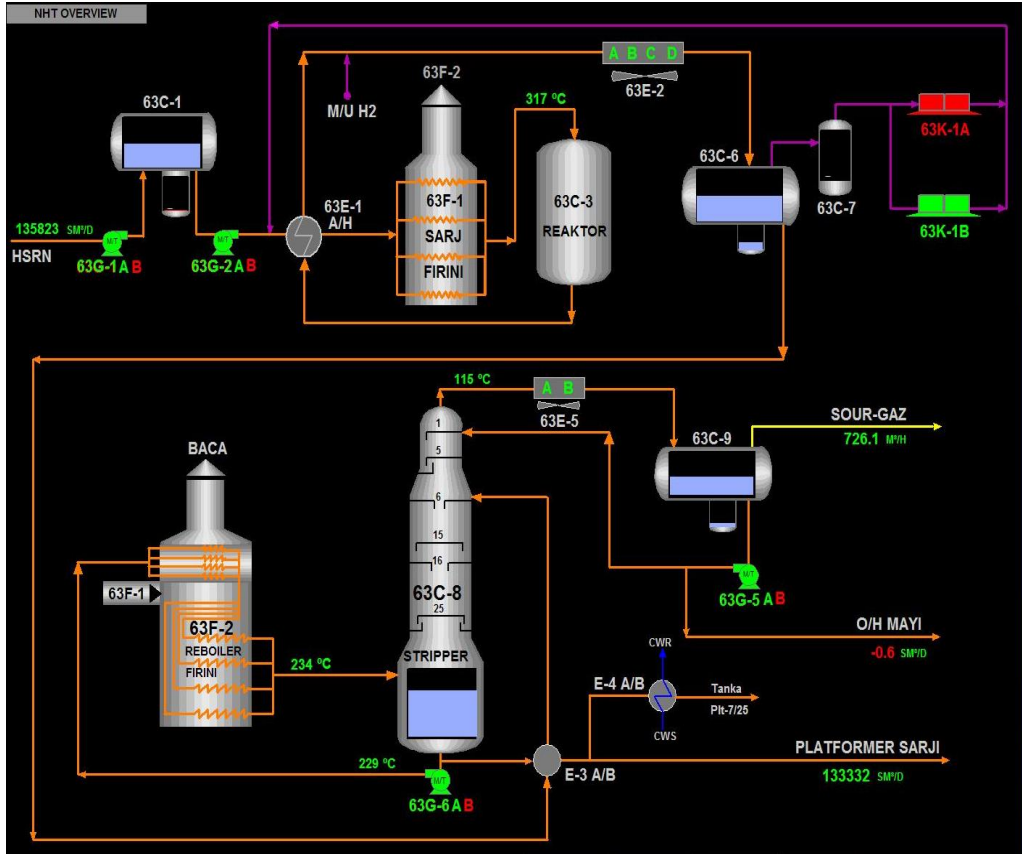 NHT OVERVIEW
63C-1
135823 SM³/D
HSRN
M/T
63G-1 A B
M/T
63G-2 A B
M/U H2
63E-1
A/H
63F-2
63F-1
SARJ
FIRINI
317 ºC
63C-3
REAKTOR
A B C D
63E-2
63C-6
63C-7
63K-1A
63K-1B
115 ºC
A B
63E-5
63C-9
SOUR-GAZ
726.1 M³/H
M/T
63G-5 A B
O/H MAYI
-0.6 SM³/D
BACA
63F-1
63F-2
REBOILER
FIRINI
234 ºC
1
5
6
15
16
63C-8
25
STRIPPER
229 ºC
M/T
63G-6 A B
E-3 A/B
CWR
E-4 A/B
CWS
Tanka
Plt-7/25
PLATFORMER SARJI
133332 SM³/D